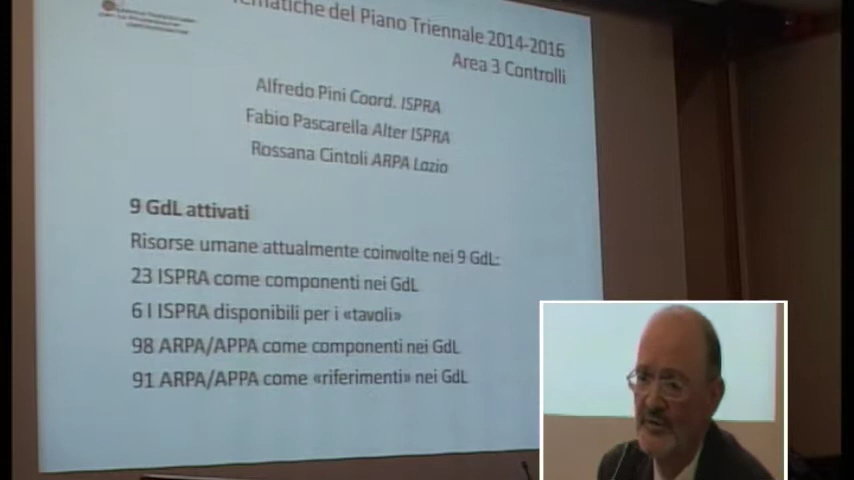 Tematiche del Piano Triennale 2014-2016
Area 3 Controlli
Alfredo Pini Coord. ISPRA
Fabio Pascarella Alter ISPRA
Rossana Cintoli ARPA Lazio
9 GdL attivati
Risorse umane attualmente coinvolte nei 9 GdL:
23 ISPRA come componenti nei GdL
6 I ISPRA disponibili per i «tavoli»
98 ARPA/APPA come componenti nei GdL
91 ARPA/APPA come «riferimenti» nei GdL